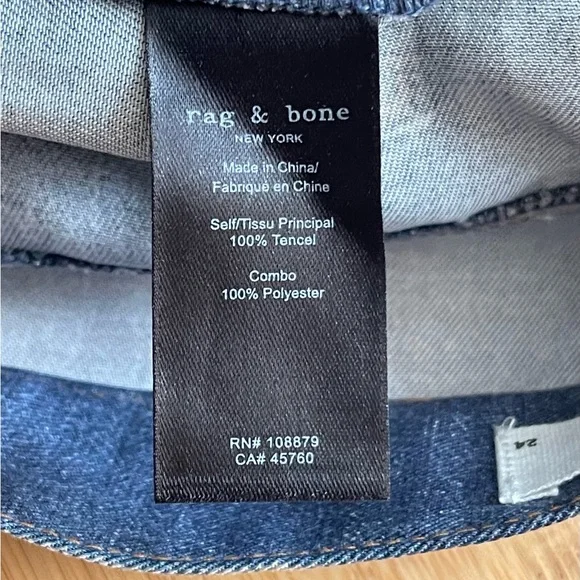 rag & bone
NEW YORK
Made in China/
Fabriqué en Chine
Self/Tissu Principal
100% Tencel
Combo
100% Polyester
RN# 108879
CA# 45760
24